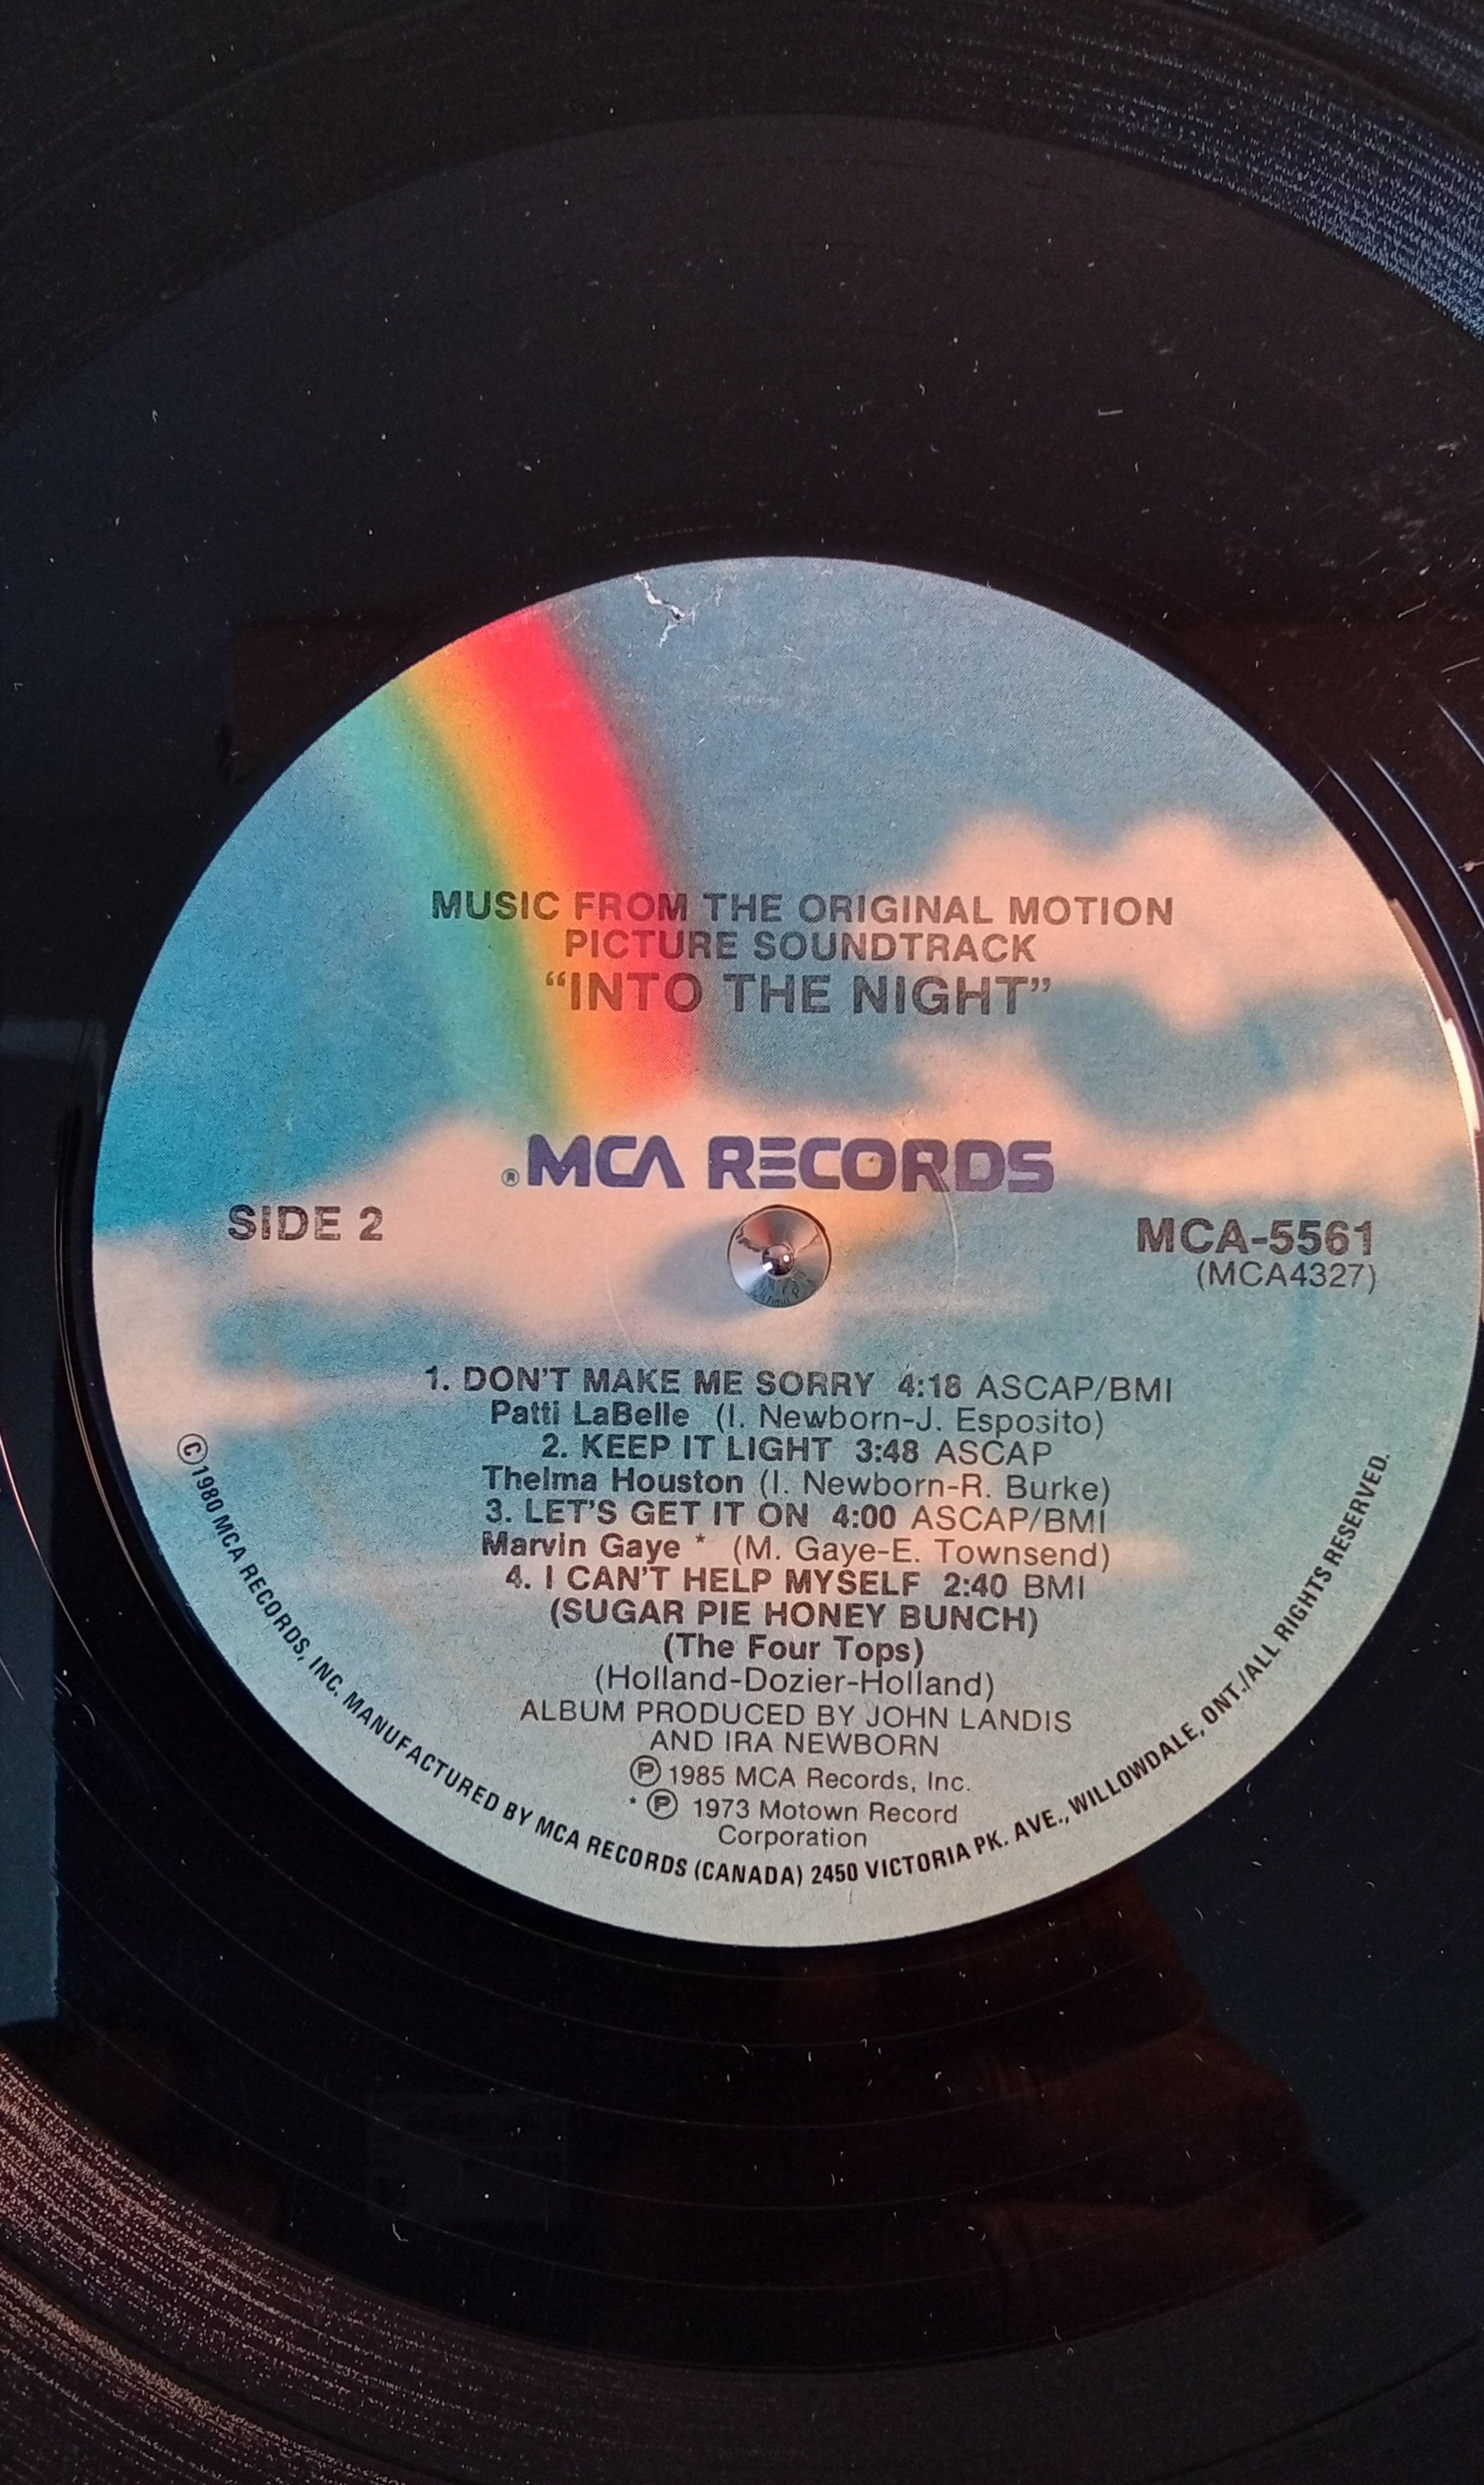 MUSIC FROM THE ORIGINAL MOTION
PICTURE SOUNDTRACK
“INTO THE NIGHT”
®MCA RECORDS
SIDE 2
MCA-5561
(MCA4327)
1. DON'T MAKE ME SORRY 4:18 ASCAP/BMI
Patti LaBelle (I. Newborn-J. Esposito)
2. KEEP IT LIGHT 3:48 ASCAP
Thelma Houston (I. Newborn-R. Burke)
3. LET'S GET IT ON 4:00 ASCAP/BMI
Marvin Gaye * (M. Gaye-E. Townsend)
4. I CAN'T HELP MYSELF 2:40 BMI
(SUGAR PIE HONEY BUNCH)
(The Four Tops)
(Holland-Dozier-Holland)
ALBUM PRODUCED BY JOHN LANDIS
AND IRA NEWBORN
Ⓟ 1985 MCA Records, Inc.
* Ⓟ 1973 Motown Record
Corporation
©1980 MCA RECORDS, INC. MANUFACTURED BY MCA RECORDS (CANADA) 2450 VICTORIA PK. AVE., WILLOWDALE, ONT./ALL RIGHTS RESERVED.